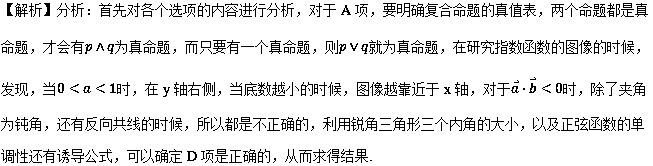 【解析】分析：首先对各个选项的内容进行分析，对于 A 项，要明确复合命题的真值表，两个命题都是真
命题，才会有p∧q为真命题，而只要有一个真命题，则p∨q就为真命题，在研究指数函数的图像的时候，
发现，当0 < a < 1时，在 y 轴右侧，当底数越小的时候，图像越靠近于 x 轴，对于a⃗·b⃗ < 0时，除了夹角
为钝角，还有反向共线的时候，所以都是不正确的，利用锐角三角形三个内角的大小，以及正弦函数的单
调性还有诱导公式，可以确定 D 项是正确的，从而求得结果.